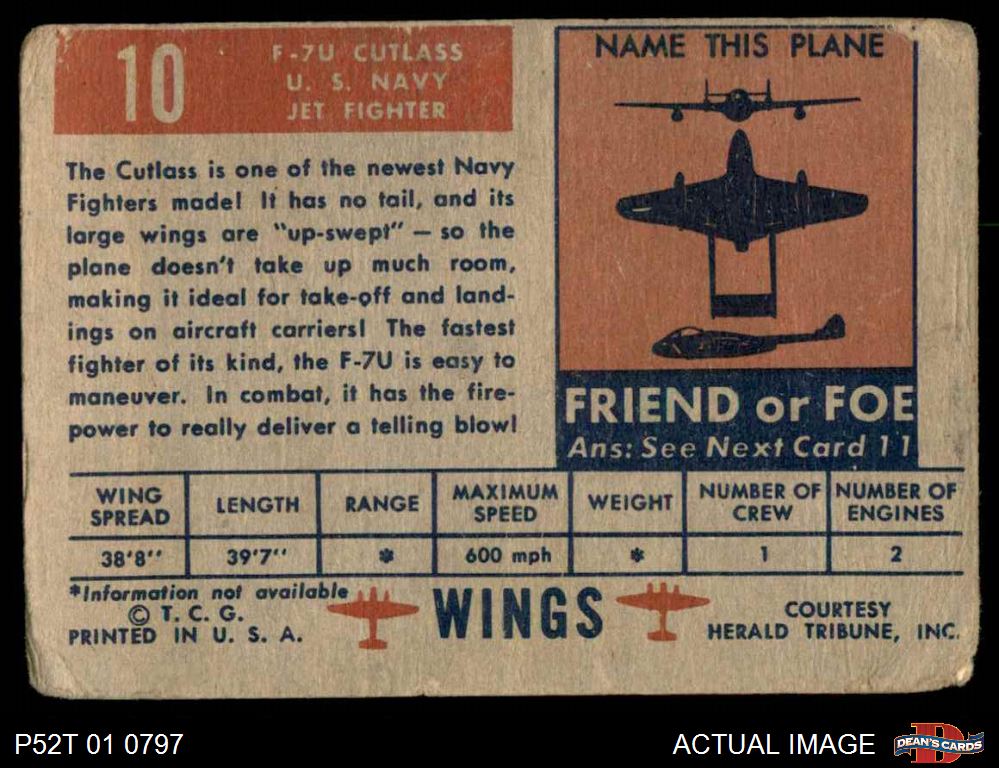 10
F-7U CUTLASS
U. S. NAVY
JET FIGHTER
The Cutlass is one of the newest Navy
Fighters made! It has no tail, and its
large wings are "up-swept" — so the
plane doesn't take up much room,
making it ideal for take-off and land-
ings on aircraft carriers! The fastest
fighter of its kind, the F-7U is easy to
maneuver. In combat, it has the fire-
power to really deliver a telling blow!
NAME THIS PLANE
FRIEND or FOE
Ans: See Next Card 11
WING SPREAD LENGTH RANGE MAXIMUM SPEED WEIGHT NUMBER OF CREW NUMBER OF ENGINES
38'8'' 39'7'' * 600 mph * 1 2
*Information not available
© T. C. G.
PRINTED IN U. S. A.
WINGS
COURTESY
HERALD TRIBUNE, INC.
P52T 01 0797
ACTUAL IMAGE
D
DEAN'S CARDS